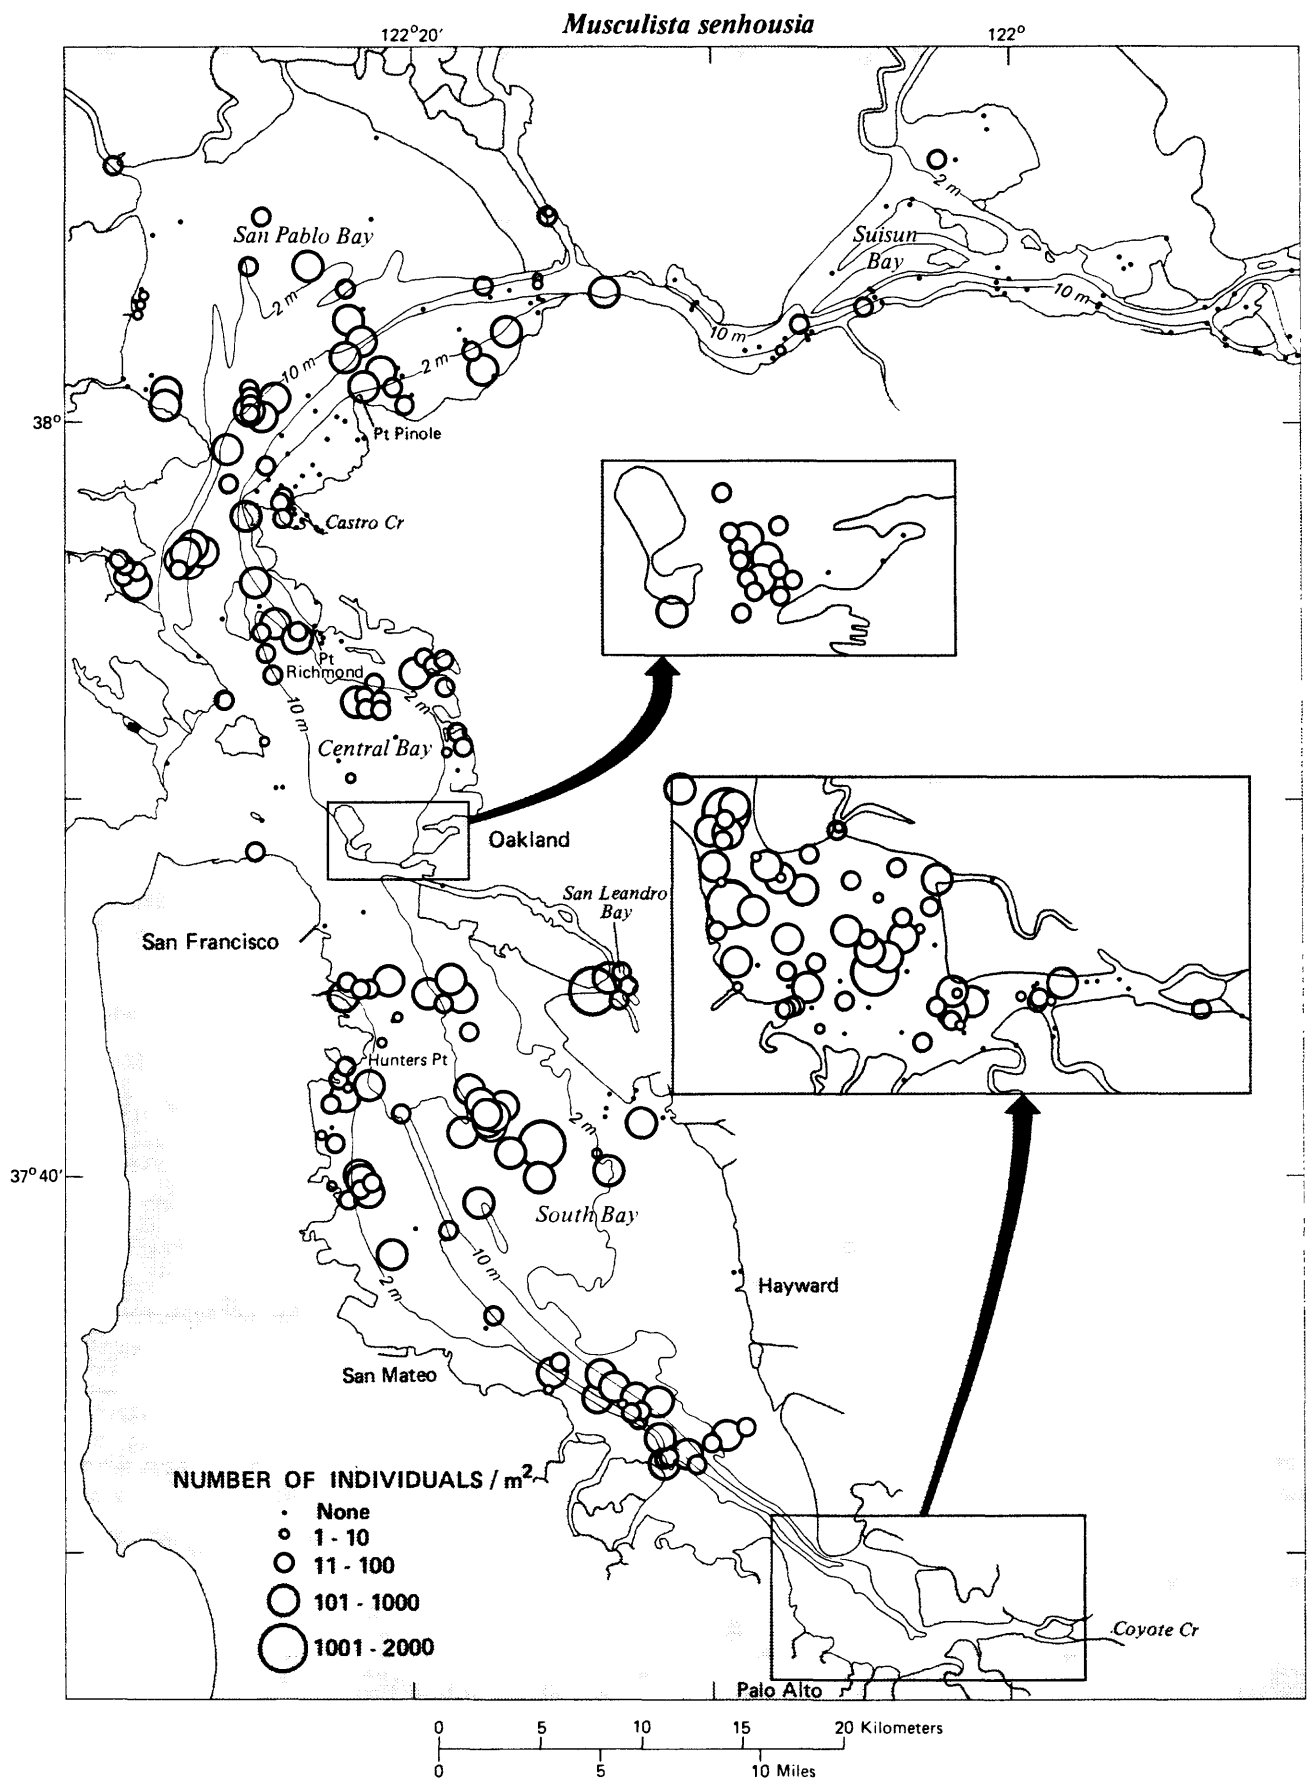 Musculista senhousia
122°20′
122°
San Pablo Bay
2 m
Suisun
Bay
2 m
10 m
10 m
10 m
2 m
38°
Pt Pinole
Castro Cr
Pt
Richmond
10 m
2 m
Central Bay
Oakland
San Leandro
Bay
San Francisco
Hunters Pt
2 m
37°40′
South Bay
10 m
2 m
Hayward
San Mateo
NUMBER OF INDIVIDUALS / m²
None
1 - 10
11 - 100
101 - 1000
1001 - 2000
Coyote Cr
Palo Alto
0 5 10 15 20 Kilometers
0 5 10 Miles